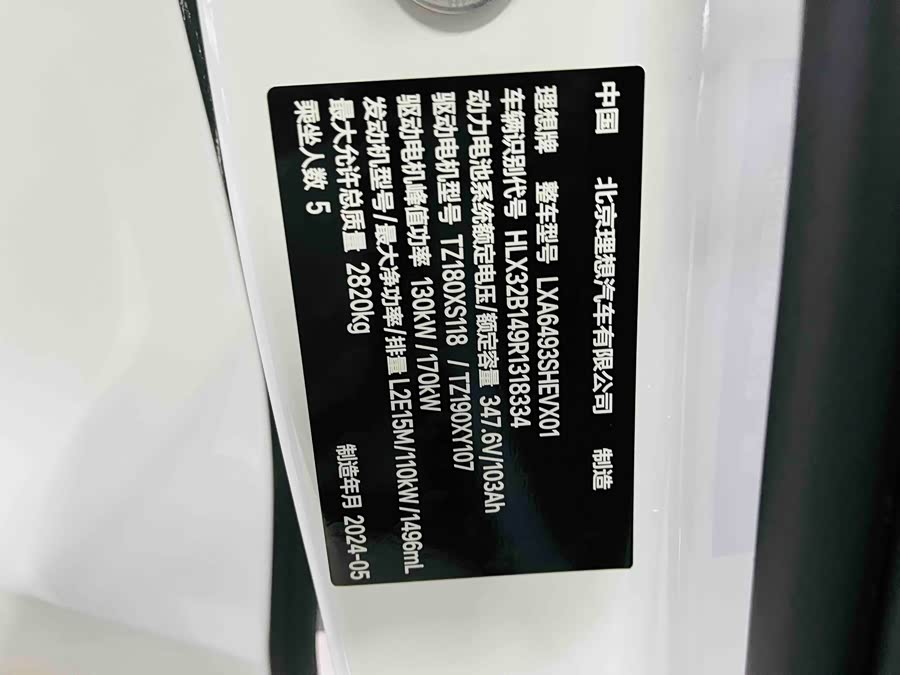 中国 北京理想汽车有限公司 制造
理想牌 整车型号 LXA6493SHEVX01
车辆识别代号 HLX32B149R1318334
动力电池系统额定电压/额定容量 347.6V/103Ah
驱动电机型号 TZ180XS118 /TZ190XY107
驱动电机峰值功率 130kW/170kW
发动机型号/最大净功率/排量 L2E15M/110kW/1496mL
最大允许总质量 2820kg 制造年月 2024-05
乘坐人数 5